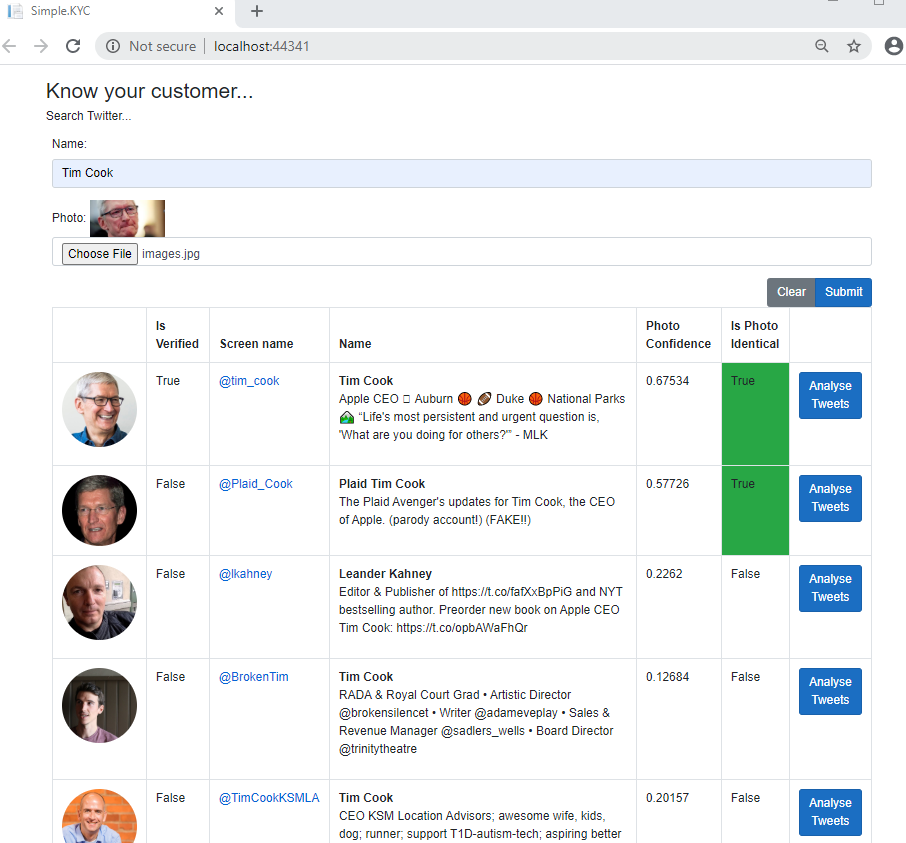 Simple.KYC
Not secure | localhost:44341
Know your customer...
Search Twitter...
Name:
Tim Cook
Photo:
Choose File images.jpg
Clear Submit
Is Verified Screen name Name Photo Confidence Is Photo Identical
True @tim_cook Tim Cook 0.67534 True Analyse Tweets
Apple CEO  Auburn 🏀 🏈 Duke 🏀 National Parks
🏞️ “Life's most persistent and urgent question is,
'What are you doing for others?'” - MLK
False @Plaid_Cook Plaid Tim Cook 0.57726 True Analyse Tweets
The Plaid Avenger's updates for Tim Cook, the CEO
of Apple. (parody account!) (FAKE!!)
False @lkahney Leander Kahney 0.2262 False Analyse Tweets
Editor & Publisher of https://t.co/fafXxBpPiG and NYT
bestselling author. Preorder new book on Apple CEO
Tim Cook: https://t.co/opbAWaFhQr
False @BrokenTim Tim Cook 0.12684 False Analyse Tweets
RADA & Royal Court Grad • Artistic Director
@brokensilencet • Writer @adameveplay • Sales &
Revenue Manager @sadlers_wells • Board Director
@trinitytheatre
False @TimCookKSMLA Tim Cook 0.20157 False Analyse Tweets
CEO KSM Location Advisors; awesome wife, kids,
dog; runner; support T1D-autism-tech; aspiring better